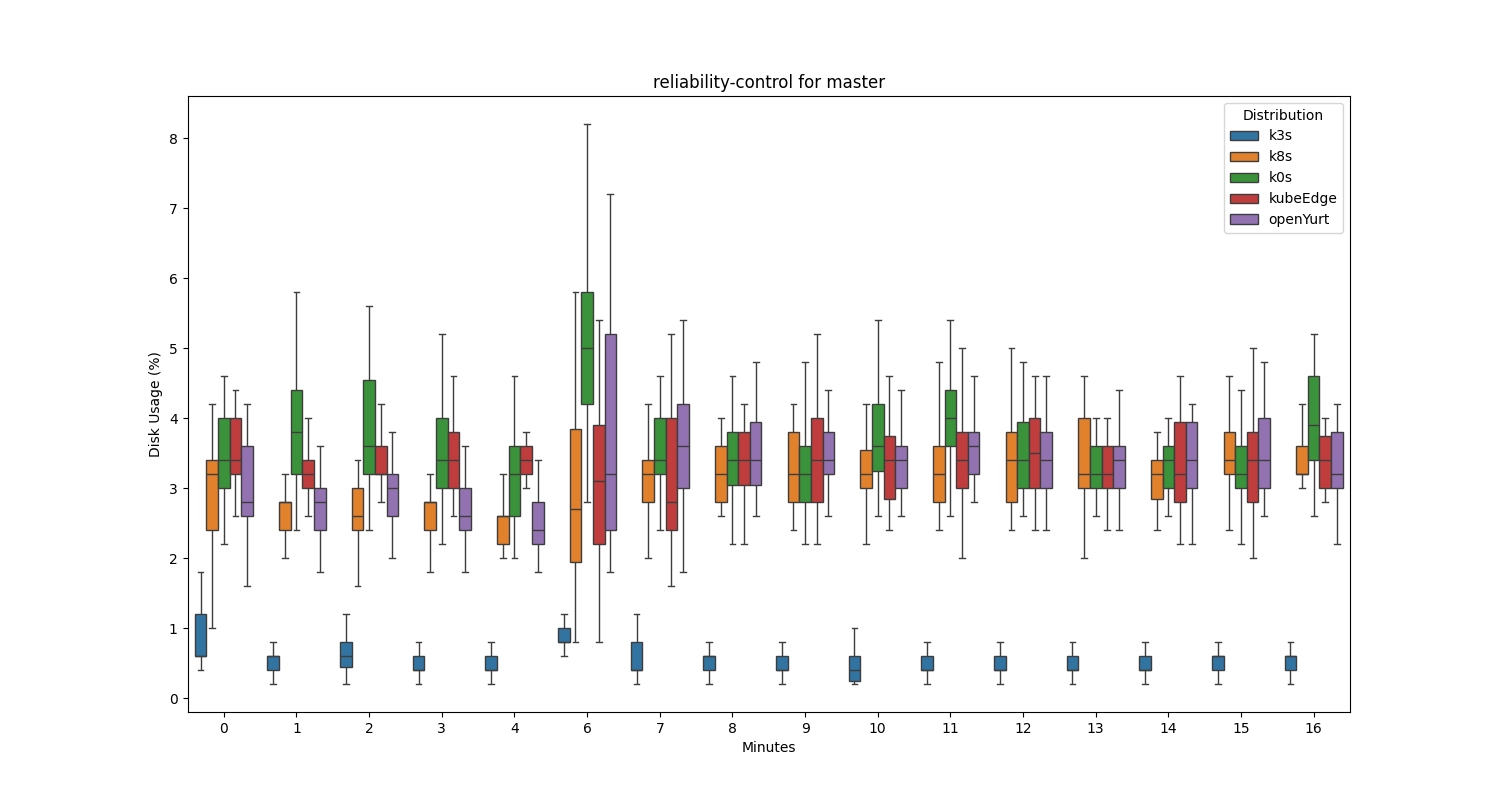 reliability-control for master
Distribution
k3s
k8s
k0s
kubeEdge
openYurt
Disk Usage (%)
8
7
6
5
4
3
2
1
0
0 1 2 3 4 6 7 8 9 10 11 12 13 14 15 16
Minutes